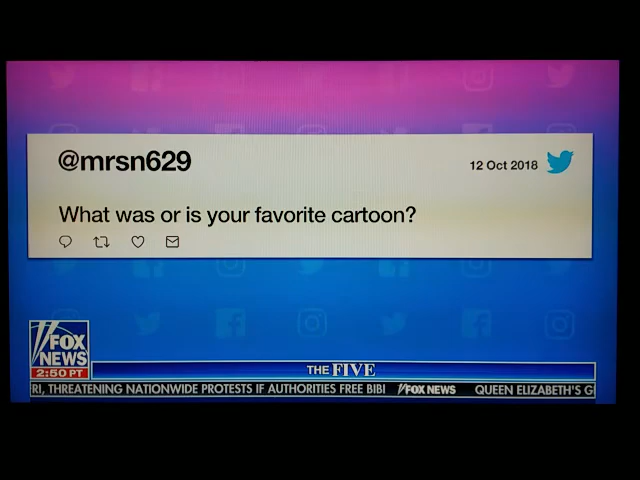 @mrsn629
12 Oct 2018
What was or is your favorite cartoon?
FOX
NEWS
2:50 PT
THE FIVE
RI, THREATENING NATIONWIDE PROTESTS IF AUTHORITIES FREE BIBI FOX NEWS QUEEN ELIZABETH'S G